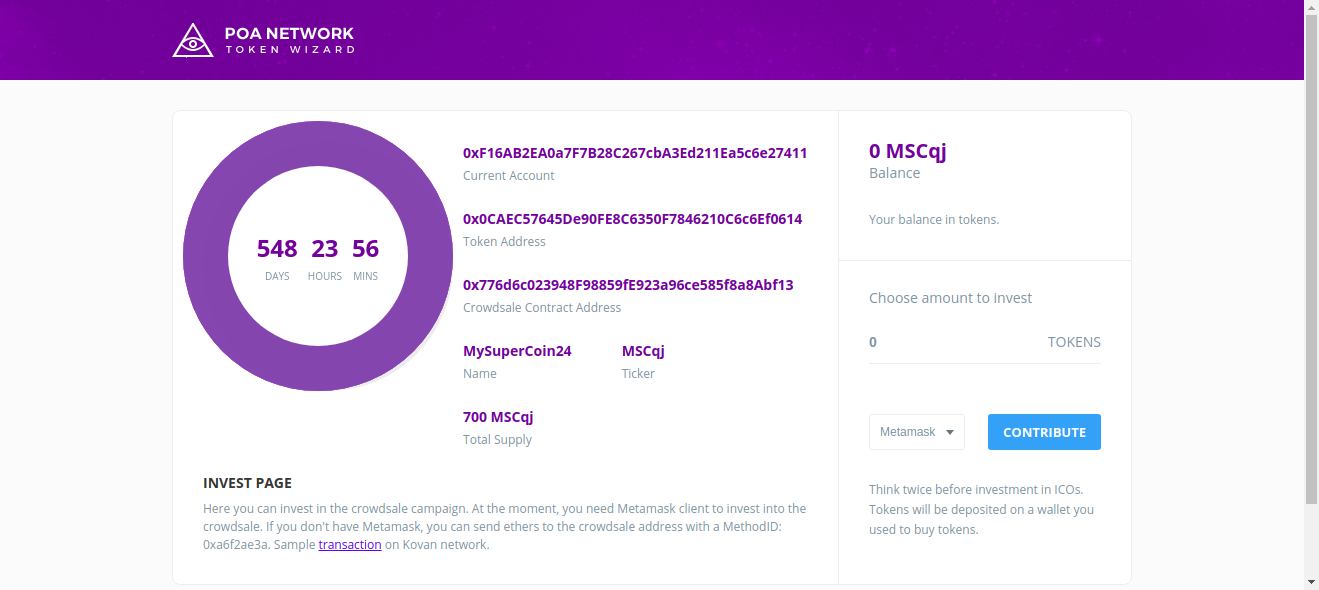 POA NETWORK
TOKEN WIZARD
548 23 56
DAYS HOURS MINS
0xF16AB2EA0a7F7B28C267cbA3Ed211Ea5c6e27411
Current Account
0x0CAEC57645De90FE8C6350F7846210C6c6Ef0614
Token Address
0x776d6c023948F98859fE923a96ce585f8a8Abf13
Crowdsale Contract Address
MySuperCoin24 MSCqj
Name Ticker
700 MSCqj
Total Supply
INVEST PAGE
Here you can invest in the crowdsale campaign. At the moment, you need Metamask client to invest into the
crowdsale. If you don't have Metamask, you can send ethers to the crowdsale address with a MethodID:
0xa6f2ae3a. Sample transaction on Kovan network.
0 MSCqj
Balance
Your balance in tokens.
Choose amount to invest
0 TOKENS
Metamask CONTRIBUTE
Think twice before investment in ICOs.
Tokens will be deposited on a wallet you
used to buy tokens.